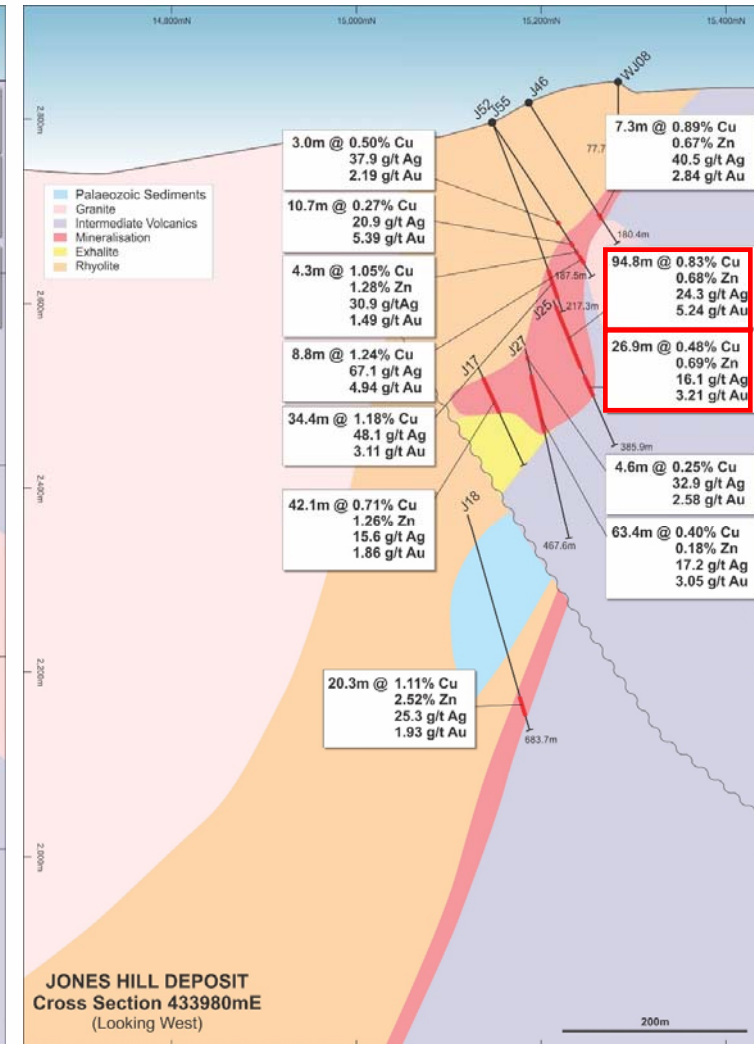 14,800mN
15,000mN
15,200mN
15,400mN
2,800m
2,600m
2,400m
2,200m
2,000m
J52
J55
J46
WJ08
Palaeozoic Sediments
Granite
Intermediate Volcanics
Mineralisation
Exhalite
Rhyolite
3.0m @ 0.50% Cu
37.9 g/t Ag
2.19 g/t Au
10.7m @ 0.27% Cu
20.9 g/t Ag
5.39 g/t Au
4.3m @ 1.05% Cu
1.28% Zn
30.9 g/tAg
1.49 g/t Au
8.8m @ 1.24% Cu
67.1 g/t Ag
4.94 g/t Au
34.4m @ 1.18% Cu
48.1 g/t Ag
3.11 g/t Au
42.1m @ 0.71% Cu
1.26% Zn
15.6 g/t Ag
1.86 g/t Au
20.3m @ 1.11% Cu
2.52% Zn
25.3 g/t Ag
1.93 g/t Au
7.3m @ 0.89% Cu
0.67% Zn
40.5 g/t Ag
2.84 g/t Au
94.8m @ 0.83% Cu
0.68% Zn
24.3 g/t Ag
5.24 g/t Au
26.9m @ 0.48% Cu
0.69% Zn
16.1 g/t Ag
3.21 g/t Au
4.6m @ 0.25% Cu
32.9 g/t Ag
2.58 g/t Au
63.4m @ 0.40% Cu
0.18% Zn
17.2 g/t Ag
3.05 g/t Au
180.4m
187.5m
217.3m
J25
J27
J17
J18
385.9m
467.6m
683.7m
JONES HILL DEPOSIT
Cross Section 433980mE
(Looking West)
200m